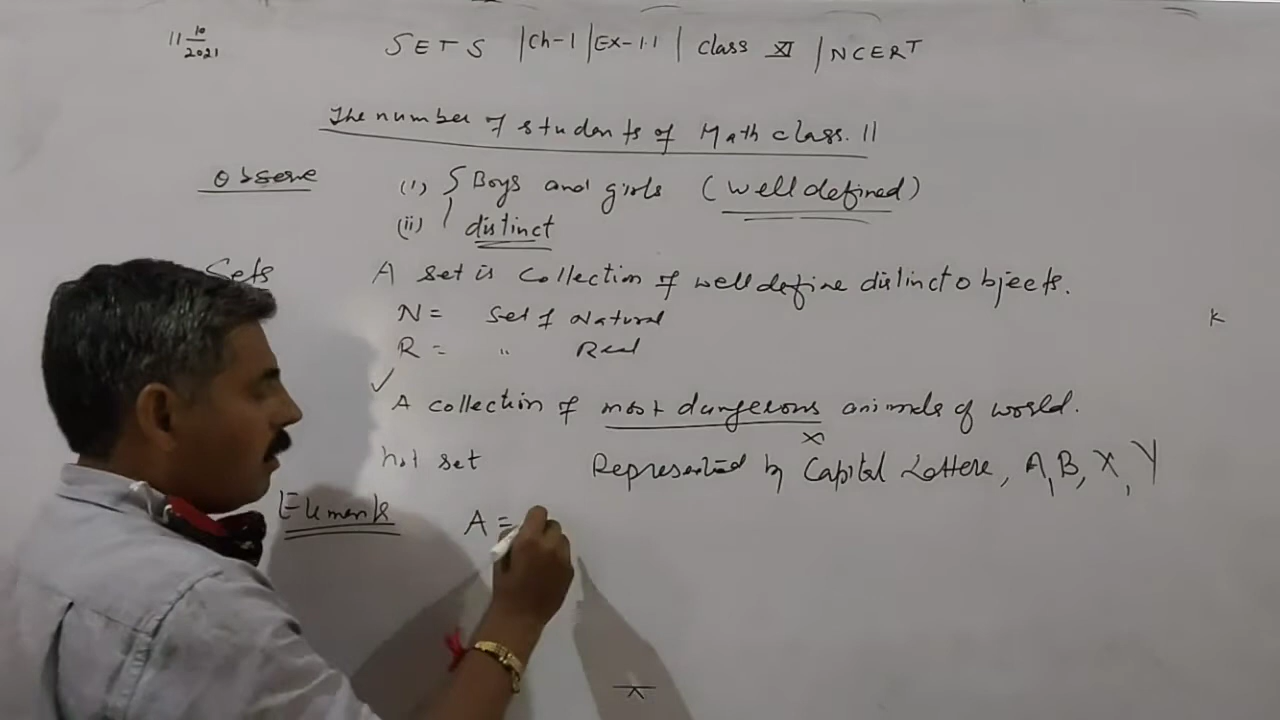 11 10/2021
SETS | Ch-1 | Ex-1.1 | Class XI | NCERT
The number of students of Math class. 11
Observe (i) Boys and girls (well defined)
(ii) distinct
Sets A set is collection of well define distinct objects.
N = Set of Natural
R = " Real
✓ A collection of most dangerous animals of world.
×
not set Represented by Capital Letters, A, B, X, Y
Elements A =
K